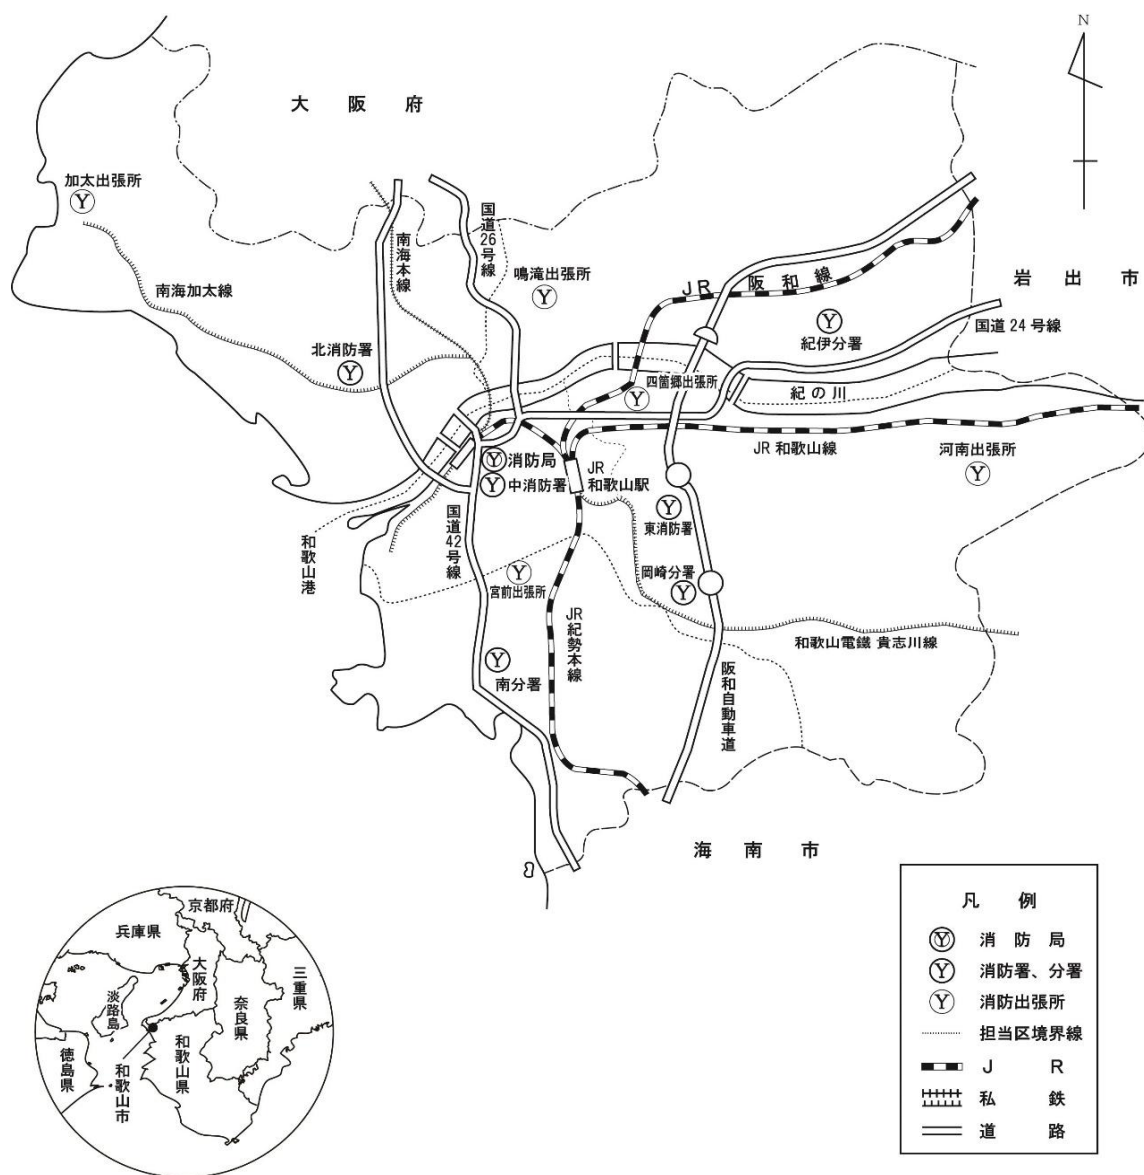 N
大阪府
加太出張所
Y
国道26号線
南海本線
鳴滝出張所
Y
JR 阪和線
岩出市
南海加太線
Y
紀伊分署
国道24号線
北消防署
Y
四箇郷出張所
Y
紀の川
Y 消防局
Y 中消防署
JR
和歌山駅
JR 和歌山線
河南出張所
Y
国道42号線
Y
東消防署
和歌山港
Y
宮前出張所
岡崎分署
Y
JR紀勢本線
和歌山電鐵 貴志川線
Y
南分署
阪和自動車道
海南市
凡例
Y 消防局
Y 消防署、分署
Y 消防出張所
担当区境界線
JR
私鉄
道路
京都府
兵庫県
大阪府
三重県
淡路島
奈良県
徳島県
和歌山市
和歌山県